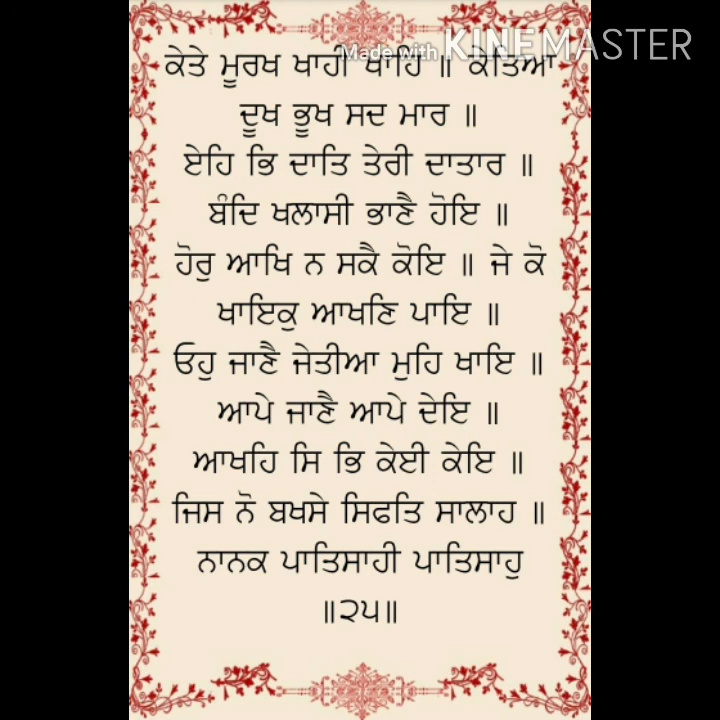 Made with KINEMASTER
ਕੇਤੇ ਮੂਰਖ ਖਾਹੀ ਖਾਹਿ ॥ ਕੇਤਿਆ
ਦੂਖ ਭੂਖ ਸਦ ਮਾਰ ॥
ਏਹਿ ਭਿ ਦਾਤਿ ਤੇਰੀ ਦਾਤਾਰ ॥
ਬੰਦਿ ਖਲਾਸੀ ਭਾਣੈ ਹੋਇ ॥
ਹੋਰੁ ਆਖਿ ਨ ਸਕੈ ਕੋਇ ॥ ਜੇ ਕੋ
ਖਾਇਕੁ ਆਖਣਿ ਪਾਇ ॥
ਓਹੁ ਜਾਣੈ ਜੇਤੀਆ ਮੁਹਿ ਖਾਇ ॥
ਆਪੇ ਜਾਣੈ ਆਪੇ ਦੇਇ ॥
ਆਖਹਿ ਸਿ ਭਿ ਕੇਈ ਕੇਇ ॥
ਜਿਸ ਨੋ ਬਖਸੇ ਸਿਫਤਿ ਸਾਲਾਹ ॥
ਨਾਨਕ ਪਾਤਿਸਾਹੀ ਪਾਤਿਸਾਹੁ
॥੨੫॥